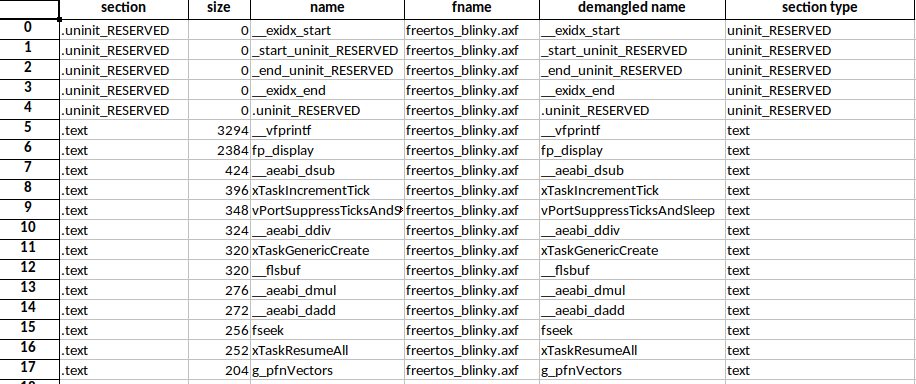 section size name fname demangled name section type
0 .uninit_RESERVED 0 __exidx_start freertos_blinky.axf __exidx_start uninit_RESERVED
1 .uninit_RESERVED 0 _start_uninit_RESERVED freertos_blinky.axf _start_uninit_RESERVED uninit_RESERVED
2 .uninit_RESERVED 0 _end_uninit_RESERVED freertos_blinky.axf _end_uninit_RESERVED uninit_RESERVED
3 .uninit_RESERVED 0 __exidx_end freertos_blinky.axf __exidx_end uninit_RESERVED
4 .uninit_RESERVED 0 .uninit_RESERVED freertos_blinky.axf .uninit_RESERVED uninit_RESERVED
5 .text 3294 __vfprintf freertos_blinky.axf __vfprintf text
6 .text 2384 fp_display freertos_blinky.axf fp_display text
7 .text 424 __aeabi_dsub freertos_blinky.axf __aeabi_dsub text
8 .text 396 xTaskIncrementTick freertos_blinky.axf xTaskIncrementTick text
9 .text 348 vPortSuppressTicksAndS freertos_blinky.axf vPortSuppressTicksAndSleep text
10 .text 324 __aeabi_ddiv freertos_blinky.axf __aeabi_ddiv text
11 .text 320 xTaskGenericCreate freertos_blinky.axf xTaskGenericCreate text
12 .text 320 __flsbuf freertos_blinky.axf __flsbuf text
13 .text 276 __aeabi_dmul freertos_blinky.axf __aeabi_dmul text
14 .text 272 __aeabi_dadd freertos_blinky.axf __aeabi_dadd text
15 .text 256 fseek freertos_blinky.axf fseek text
16 .text 252 xTaskResumeAll freertos_blinky.axf xTaskResumeAll text
17 .text 204 g_pfnVectors freertos_blinky.axf g_pfnVectors text